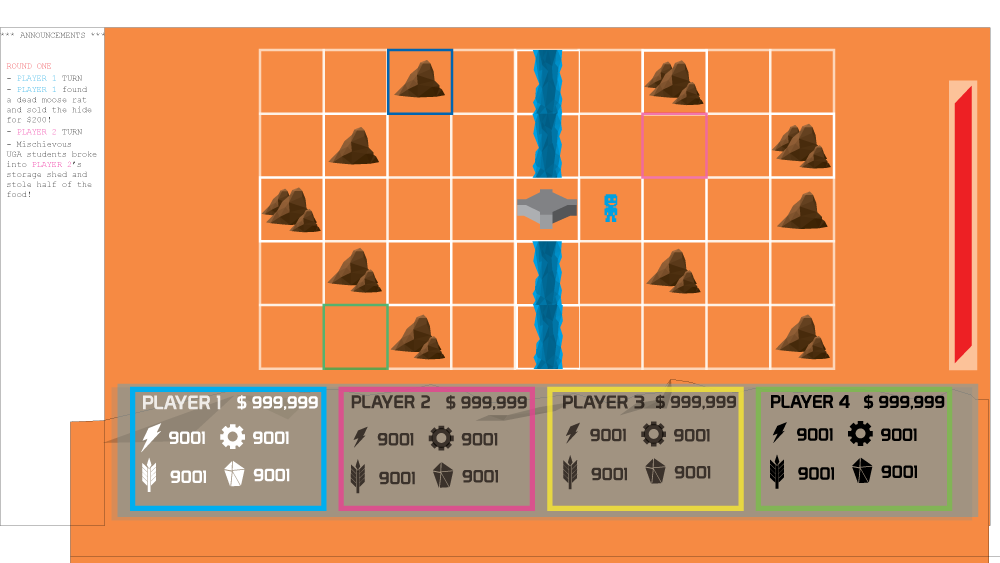 *** ANNOUNCEMENTS ***
ROUND ONE
- PLAYER 1 TURN
- PLAYER 1 found
a dead moose rat
and sold the hide
for $200!
- PLAYER 2 TURN
- Mischievous
UGA students broke
into PLAYER 2's
storage shed and
stole half of the
food!
PLAYER 1 $ 999,999
9001 9001
9001 9001
PLAYER 2 $ 999,999
9001 9001
9001 9001
PLAYER 3 $ 999,999
9001 9001
9001 9001
PLAYER 4 $ 999,999
9001 9001
9001 9001